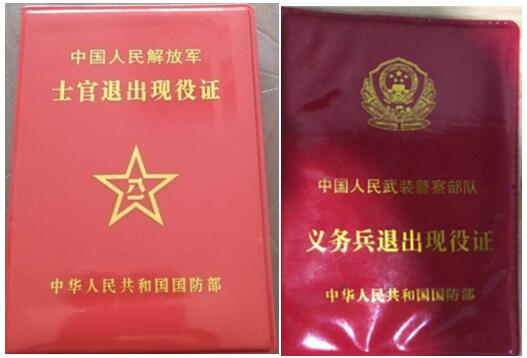 中国人民解放军
士官退出现役证
八一
中华人民共和国国防部
中国人民武装警察部队
义务兵退出现役证
中华人民共和国国防部